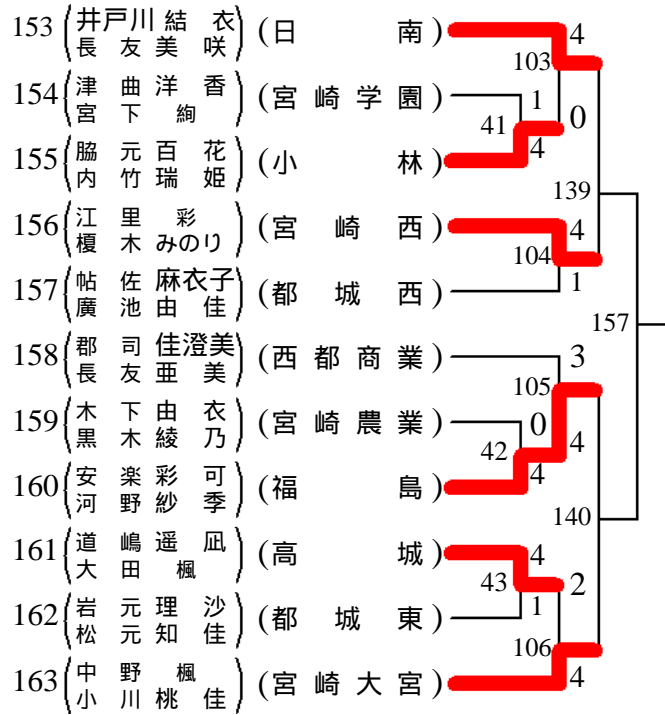 153 井戸川 結 衣 (日 南) 4
長 友 美 咲
103
154 津 曲 洋 香 (宮 崎 学 園) 1
宮 下 絢
41 0
155 脇 元 百 花 (小 林) 4
内 竹 瑞 姫
139
156 江 里 彩 (宮 崎 西) 4
榎 木 みのり
104
157 帖 佐 麻衣子 (都 城 西) 1
廣 池 由 佳
157
158 郡 司 佳澄美 (西 都 商 業) 3
長 友 亜 美
105
159 木 下 由 衣 (宮 崎 農 業) 0
黒 木 綾 乃
42 4
160 安 楽 彩 可 (福 島) 4
河 野 紗 季
140
161 道 嶋 遥 凪 (高 城) 4
大 田 楓
43 2
162 岩 元 理 沙 (都 城 東) 1
松 元 知 佳
106
163 中 野 楓 (宮 崎 大 宮) 4
小 川 桃 佳